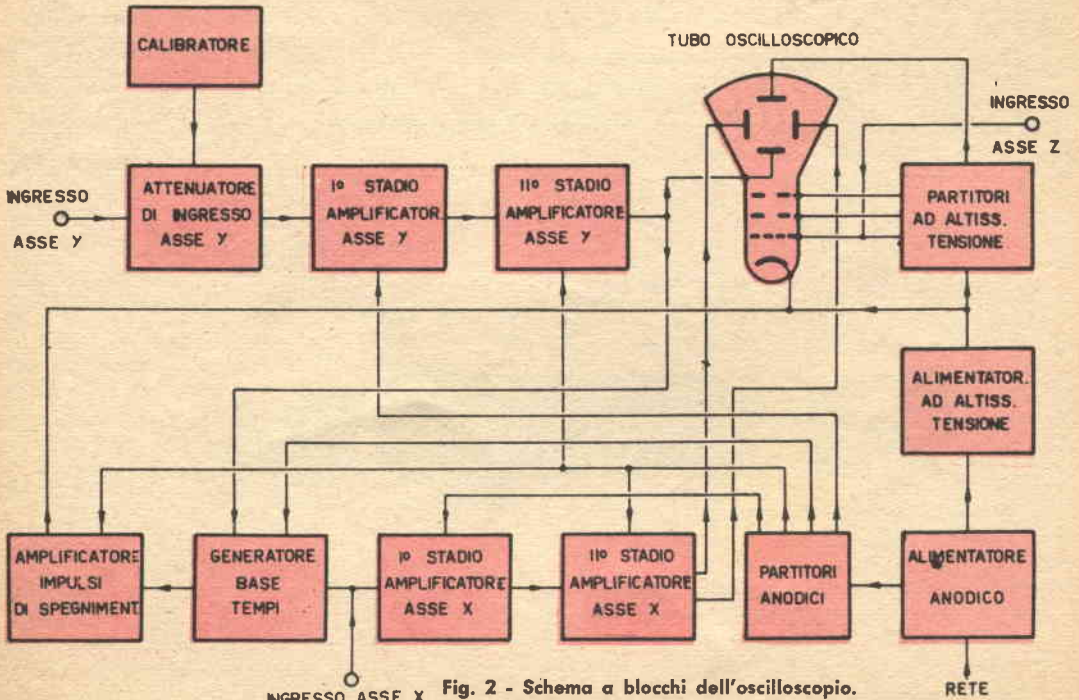 CALIBRATORE
TUBO OSCILLOSCOPICO
INGRESSO
ASSE Z
INGRESSO
ASSE Y
ATTENUATORE
DI INGRESSO
ASSE Y
I° STADIO
AMPLIFICATOR.
ASSE Y
II° STADIO
AMPLIFICATORE
ASSE Y
PARTITORI
AD ALTISS.
TENSIONE
ALIMENTATOR.
AD ALTISS.
TENSIONE
AMPLIFICATORE
IMPULSI
DI SPEGNIMENT.
GENERATORE
BASE
TEMPI
I° STADIO
AMPLIFICATORE
ASSE X
II° STADIO
AMPLIFICATORE
ASSE X
PARTITORI
ANODICI
ALIMENTATORE
ANODICO
INGRESSO ASSE X
Fig. 2 - Schema a blocchi dell'oscilloscopio.
RETE